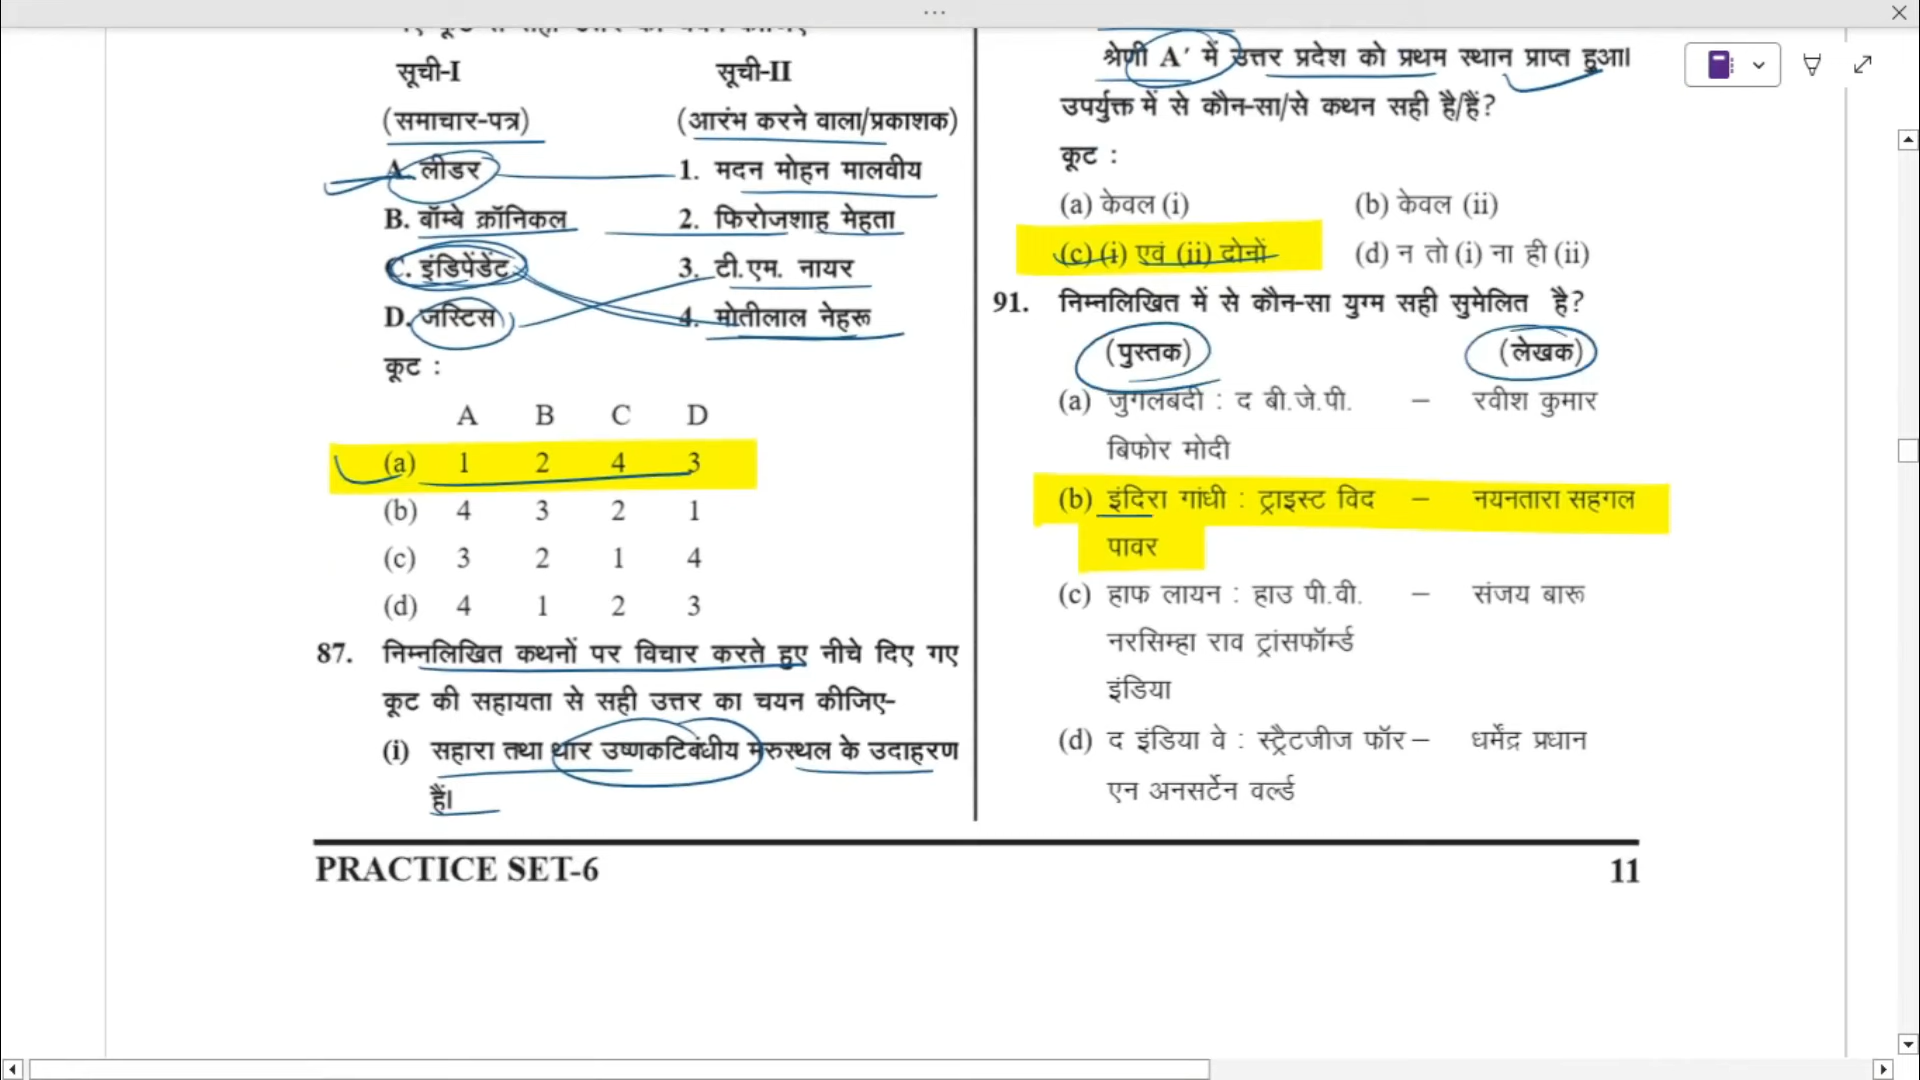 सूची-I सूची-II
(समाचार-पत्र) (आरंभ करने वाला/प्रकाशक)
A. लीडर 1. मदन मोहन मालवीय
B. बॉम्बे क्रॉनिकल 2. फिरोजशाह मेहता
C. इंडिपेंडेंट 3. टी.एम. नायर
D. जस्टिस 4. मोतीलाल नेहरू
कूट :
A B C D
(a) 1 2 4 3
(b) 4 3 2 1
(c) 3 2 1 4
(d) 4 1 2 3
87. निम्नलिखित कथनों पर विचार करते हुए नीचे दिए गए
कूट की सहायता से सही उत्तर का चयन कीजिए-
(i) सहारा तथा थार उष्णकटिबंधीय मरुस्थल के उदाहरण
हैं।
श्रेणी A′ में उत्तर प्रदेश को प्रथम स्थान प्राप्त हुआ।
उपर्युक्त में से कौन-सा/से कथन सही है/हैं?
कूट :
(a) केवल (i) (b) केवल (ii)
(c) (i) एवं (ii) दोनों (d) न तो (i) ना ही (ii)
91. निम्नलिखित में से कौन-सा युग्म सही सुमेलित है?
(पुस्तक) (लेखक)
(a) जुगलबंदी : द बी.जे.पी. – रवीश कुमार
बिफोर मोदी
(b) इंदिरा गांधी : ट्राइस्ट विद – नयनतारा सहगल
पावर
(c) हाफ लायन : हाउ पी.वी. – संजय बारू
नरसिम्हा राव ट्रांसफॉर्म्ड
इंडिया
(d) द इंडिया वे : स्ट्रैटजीज फॉर – धर्मेंद्र प्रधान
एन अनसर्टेन वर्ल्ड
PRACTICE SET-6 11